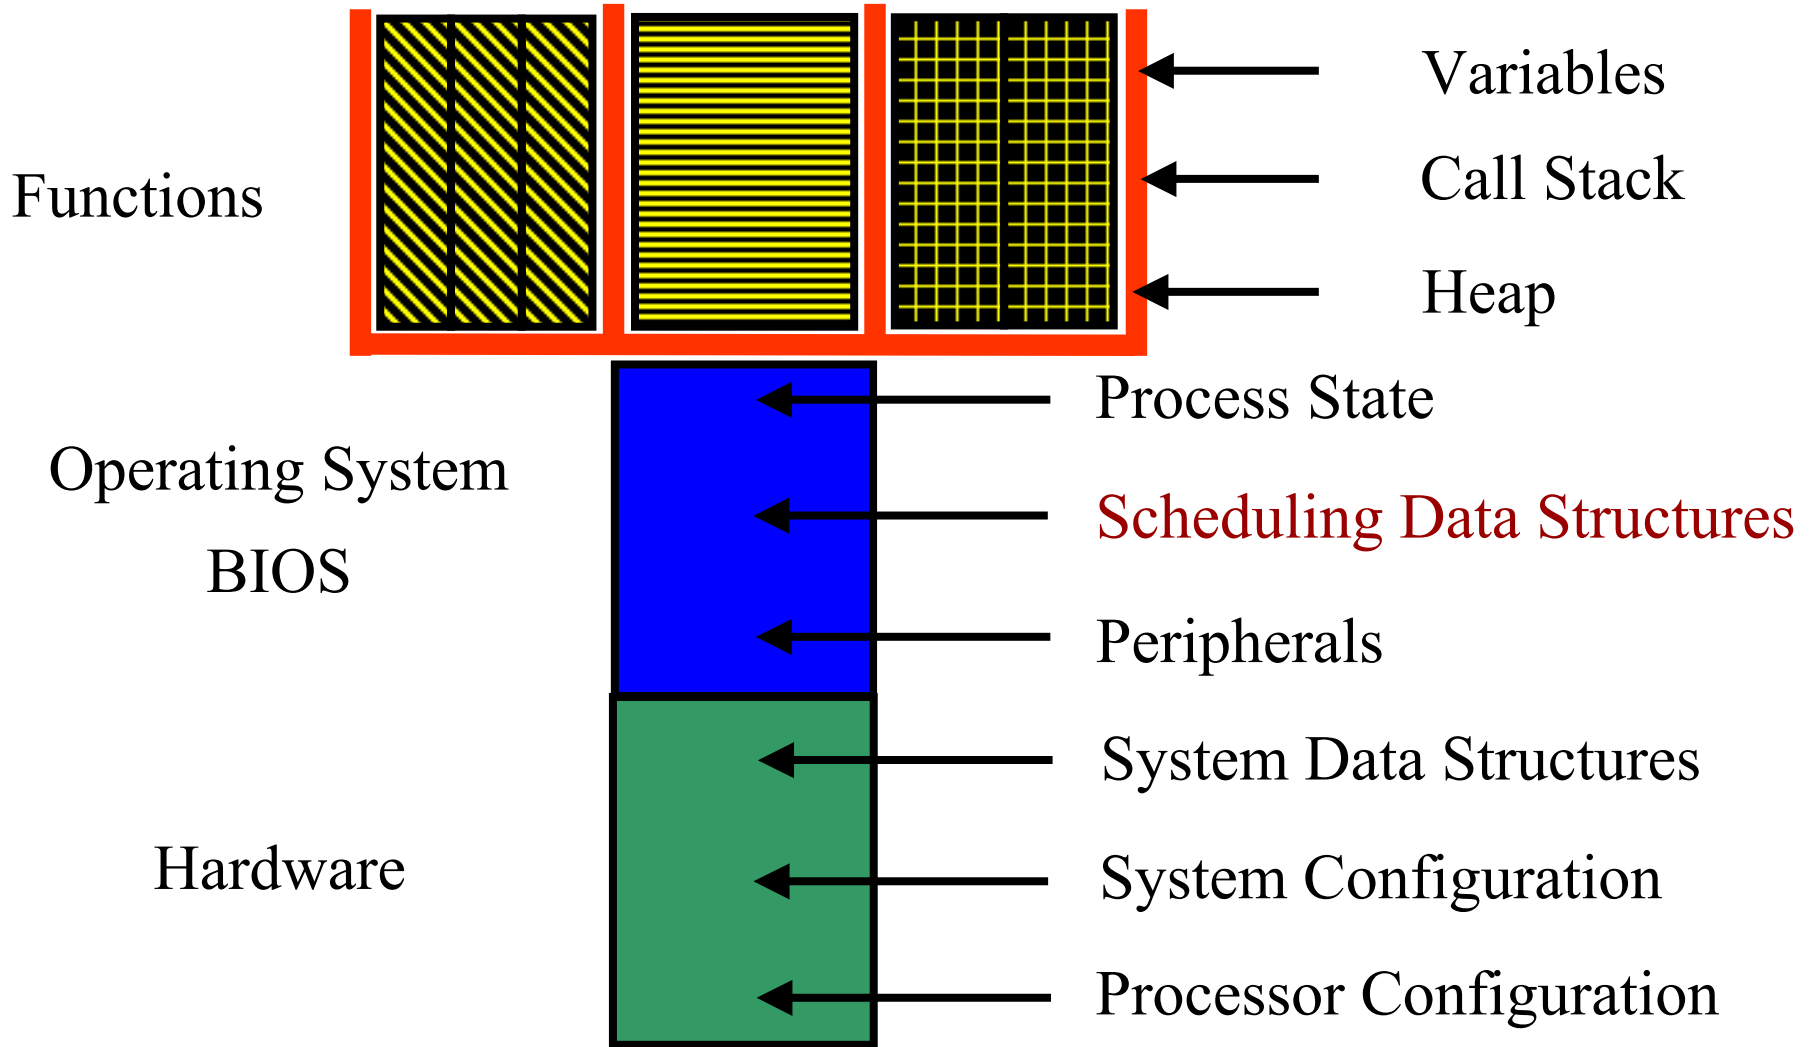 Variables
Functions
Call Stack
Heap
Process State
Operating System
Scheduling Data Structures
BIOS
Peripherals
System Data Structures
Hardware
System Configuration
Processor Configuration